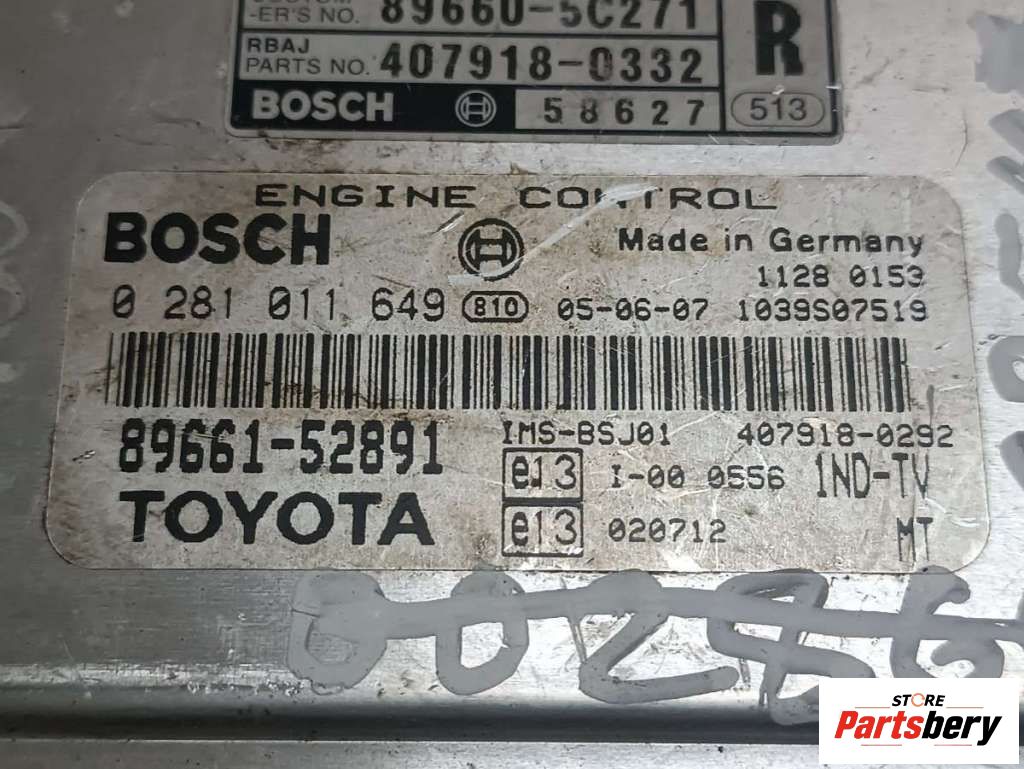 -ER'S NO. 89660-5C271
RBAJ
PARTS NO. 407918-0332
R
BOSCH 58627 513
ENGINE CONTROL
BOSCH Made in Germany
1128 0153
0 281 011 649 810 05-06-07 1039S07519
89661-52891 IMS-BSJ01 407918-0292
e13 I-00 0556 1ND-TV
TOYOTA e13 020712 MT
STORE
Partsbery